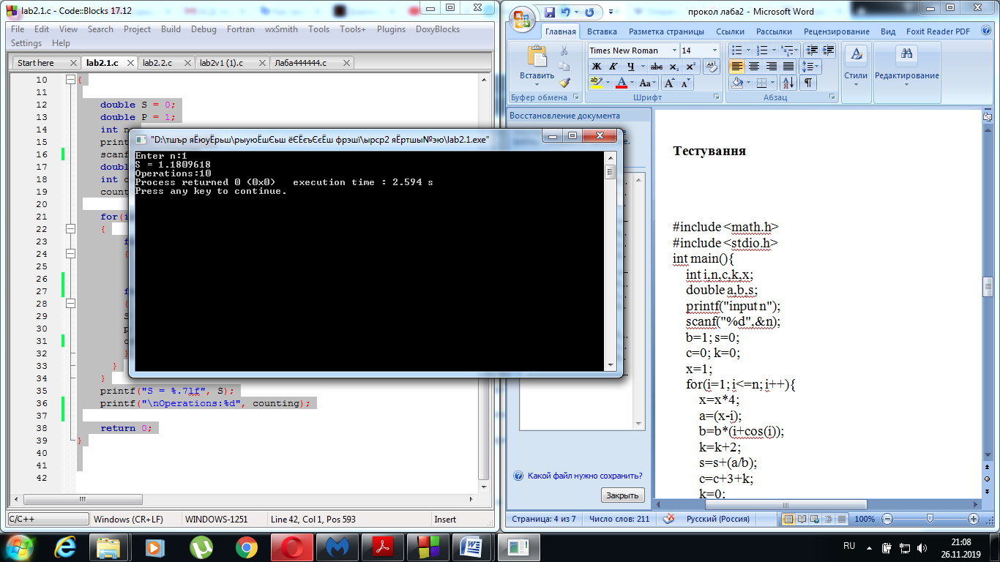 lab2.1.c - Code::Blocks 17.12
File Edit View Search Project Build Debug Fortran wxSmith Tools Tools+ Plugins DoxyBlocks
Settings Help
Start here lab2.1.c lab2.2.c lab2v1 (1).c Лаба444444.c
10 {
11
12 double S = 0;
13 double P = 1;
14 int n
15 print
16 scanf
17 doubl
18 int c
19 count
20
21 for(i
22 {
23 f
24 {
25
26
27 f
28 {
29 S
30 p
31 c
32 }
33 }
34 }
35 printf("S = %.7lf", S);
36 printf("\nOperations:%d", counting);
37
38 return 0;
39 }
40
41
42
C/C++ Windows (CR+LF) WINDOWS-1251 Line 42, Col 1, Pos 593 Insert
"D:\тшър яЁюуЁрьш\рыуюЁшЄьш ёЄЁєъЄєЁш фрэшї\ырср2 яЁртшы№эю\lab2.1.exe"
Enter n:1
S = 1.1809618
Operations:10
Process returned 0 (0x0) execution time : 2.594 s
Press any key to continue.
прокол лаба2 - Microsoft Word
Главная Вставка Разметка страницы Ссылки Рассылки Рецензирование Вид Foxit Reader PDF
Вставить
Times New Roman 14
Ж К Ч abc x₂ x²
Aa A A
Стили
Редактирование
Буфер обмена Шрифт Абзац
Восстановление документа
Какой файл нужно сохранить?
Закрыть
Тестування
#include <math.h>
#include <stdio.h>
int main(){
int i,n,c,k,x;
double a,b,s;
printf("input n");
scanf("%d",&n);
b=1; s=0;
c=0; k=0;
x=1;
for(i=1; i<=n; i++){
x=x*4;
a=(x-i);
b=b*(i+cos(i));
k=k+2;
s=s+(a/b);
c=c+3+k;
k=0;
Страница: 4 из 7 Число слов: 211 Русский (Россия) 100%
RU
21:08
26.11.2019